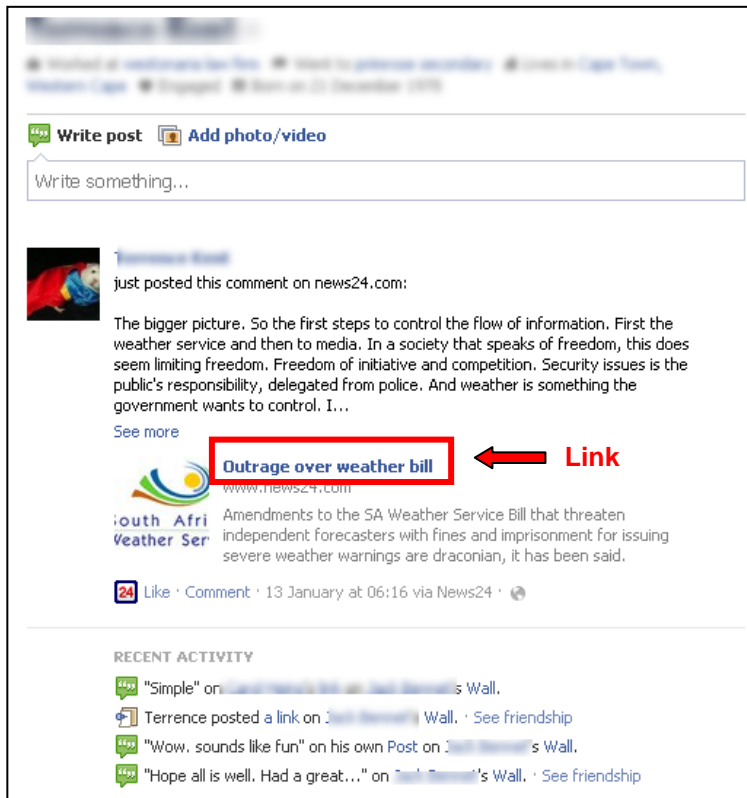 Write post Add photo/video
Write something...
just posted this comment on news24.com:
The bigger picture. So the first steps to control the flow of information. First the
weather service and then to media. In a society that speaks of freedom, this does
seem limiting freedom. Freedom of initiative and competition. Security issues is the
public's responsibility, delegated from police. And weather is something the
government wants to control. I...
See more
Outrage over weather bill
Link
www.news24.com
South Afri
Weather Ser
Amendments to the SA Weather Service Bill that threaten
independent forecasters with fines and imprisonment for issuing
severe weather warnings are draconian, it has been said.
24 Like · Comment · 13 January at 06:16 via News24 ·
RECENT ACTIVITY
"Simple" on 's Wall.
Terrence posted a link on 's Wall. · See friendship
"Wow. sounds like fun" on his own Post on 's Wall.
"Hope all is well. Had a great..." on 's Wall. · See friendship